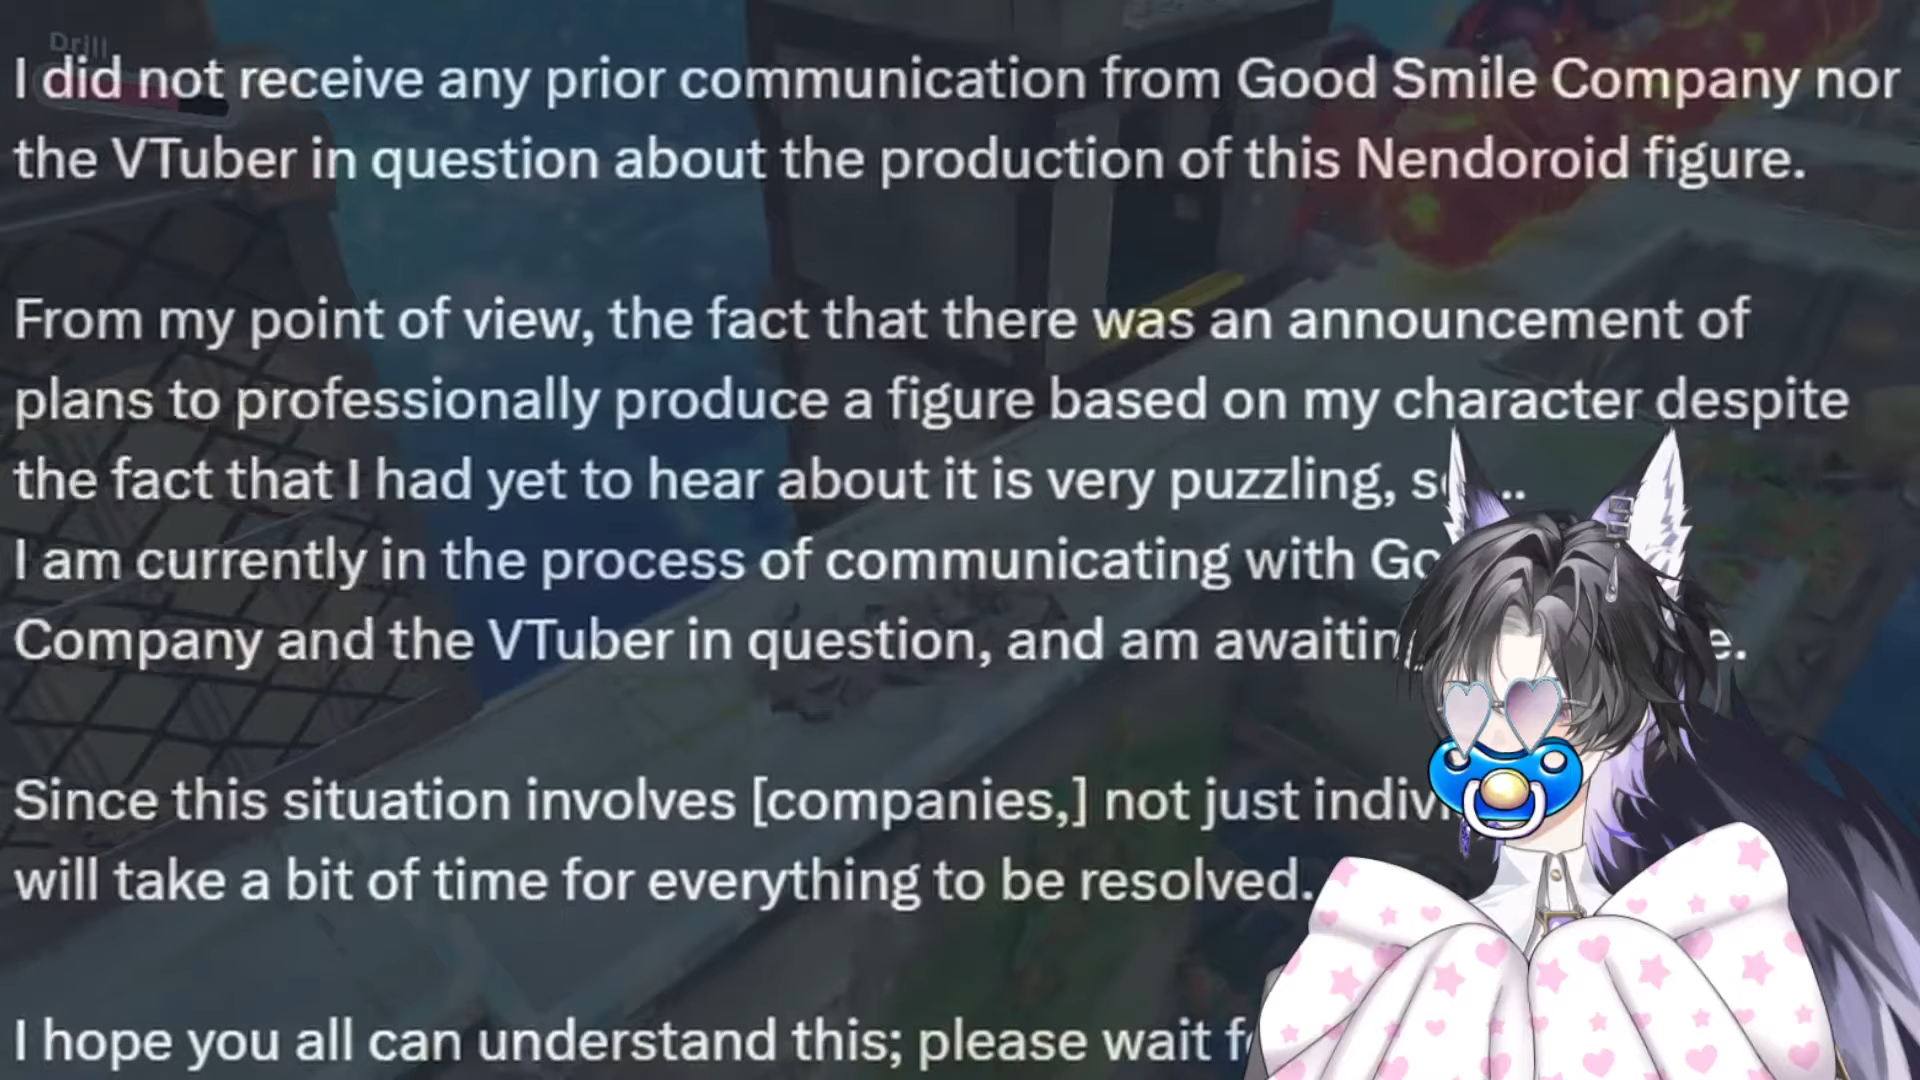 Drill
I did not receive any prior communication from Good Smile Company nor
the VTuber in question about the production of this Nendoroid figure.
From my point of view, the fact that there was an announcement of
plans to professionally produce a figure based on my character despite
the fact that I had yet to hear about it is very puzzling,
I am currently in the process of communicating with
Company and the VTuber in question, and am
Since this situation involves [companies,] not just
will take a bit of time for everything to be resolved.
I hope you all can understand this; please wait